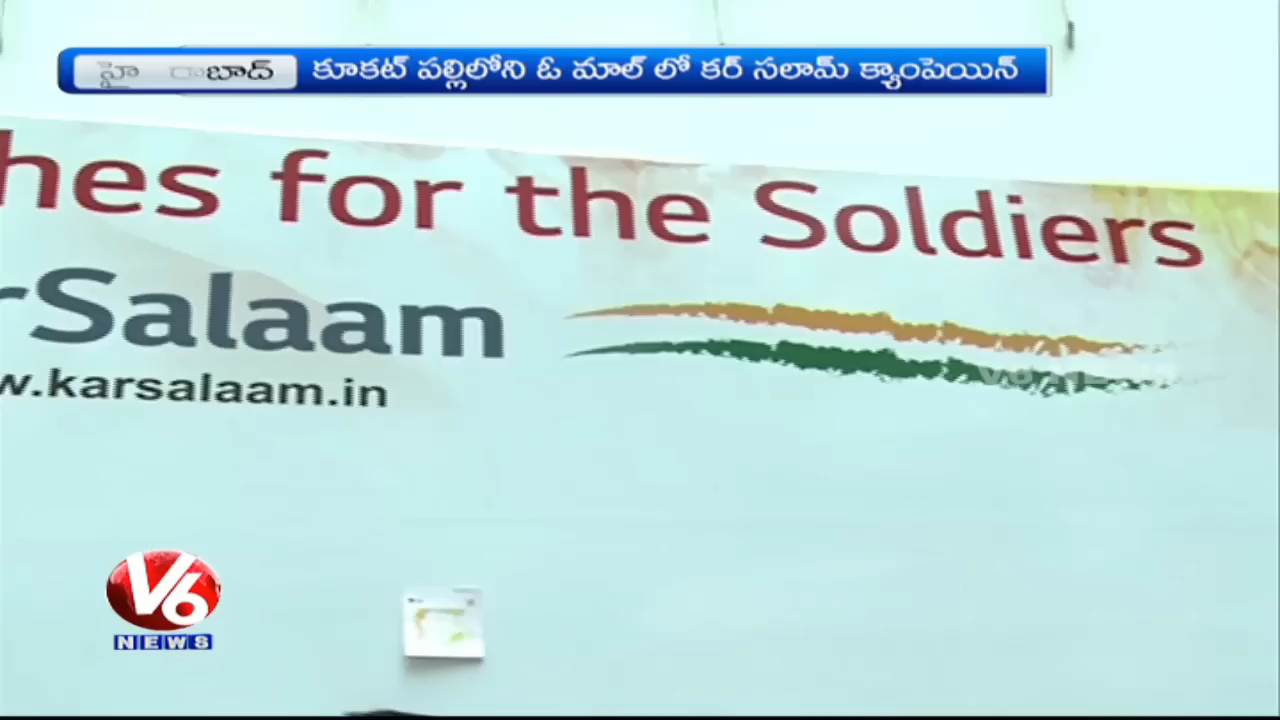 కూకట్ పల్లిలోని ఓ మాల్ లో కర్ సలామ్ క్యాంపెయిన్
hes for the Soldiers
rSalaam
w.karsalaam.in
V6
NEWS